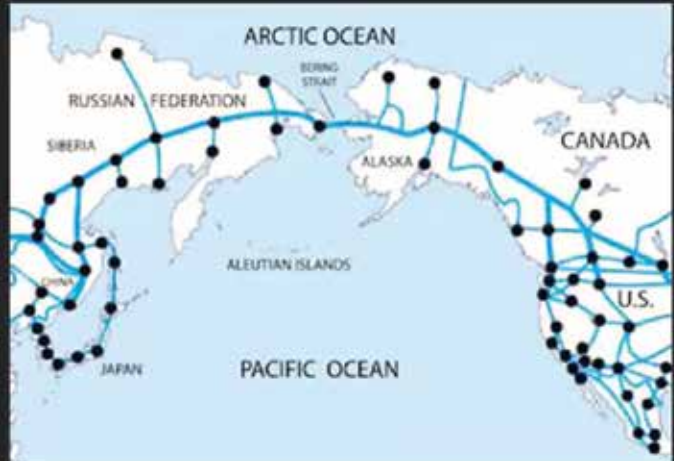 ARCTIC OCEAN
BERING
STRAIT
RUSSIAN FEDERATION
SIBERIA
ALASKA
CANADA
ALEUTIAN ISLANDS
CHINA
U.S.
JAPAN
PACIFIC OCEAN